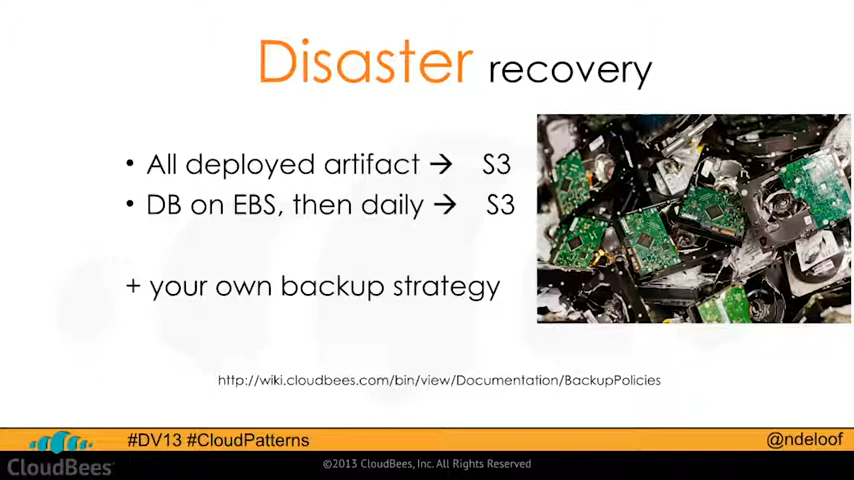 Disaster recovery
• All deployed artifact → S3
• DB on EBS, then daily → S3
+ your own backup strategy
http://wiki.cloudbees.com/bin/view/Documentation/BackupPolicies
#DV13 #CloudPatterns @ndeloof
CloudBees
©2013 CloudBees, Inc. All Rights Reserved